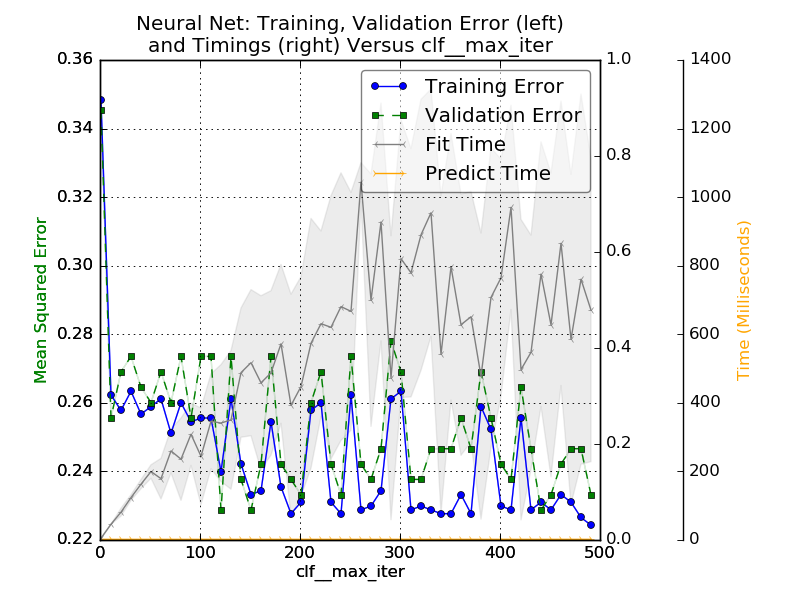 Neural Net: Training, Validation Error (left)
and Timings (right) Versus clf__max_iter
Training Error
Validation Error
Fit Time
Predict Time
Mean Squared Error
0.36
0.34
0.32
0.30
0.28
0.26
0.24
0.22
0 100 200 300 400 500
clf__max_iter
1.0
0.8
0.6
0.4
0.2
0.0
1400
1200
1000
800
600
400
200
0
Time (Milliseconds)